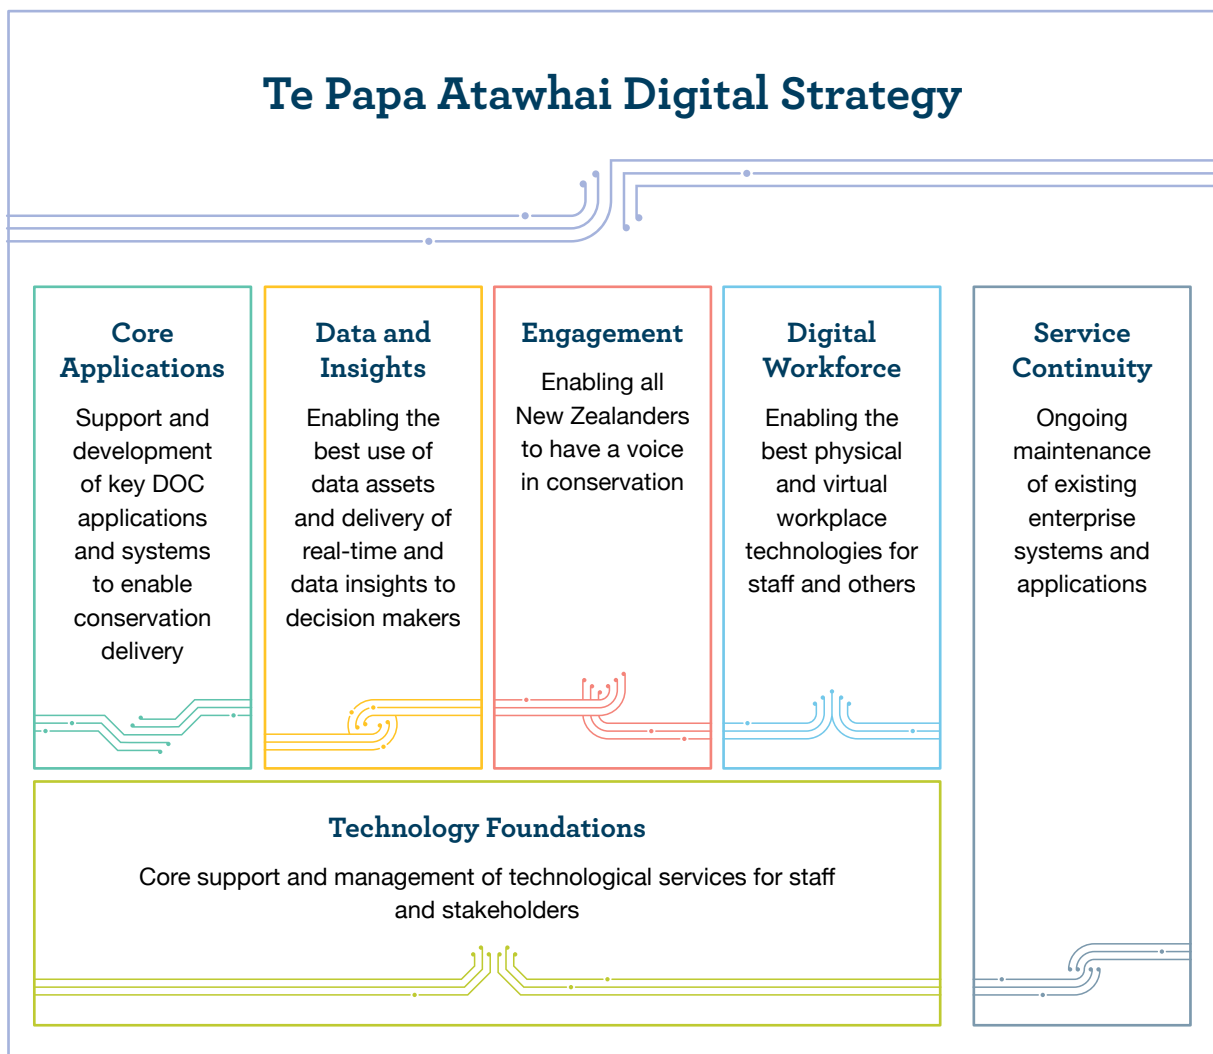 Te Papa Atawhai Digital Strategy
Core
Applications
Support and
development
of key DOC
applications
and systems
to enable
conservation
delivery
Data and
Insights
Enabling the
best use of
data assets
and delivery of
real-time and
data insights to
decision makers
Engagement
Enabling all
New Zealanders
to have a voice
in conservation
Digital
Workforce
Enabling the
best physical
and virtual
workplace
technologies for
staff and others
Service
Continuity
Ongoing
maintenance
of existing
enterprise
systems and
applications
Technology Foundations
Core support and management of technological services for staff
and stakeholders